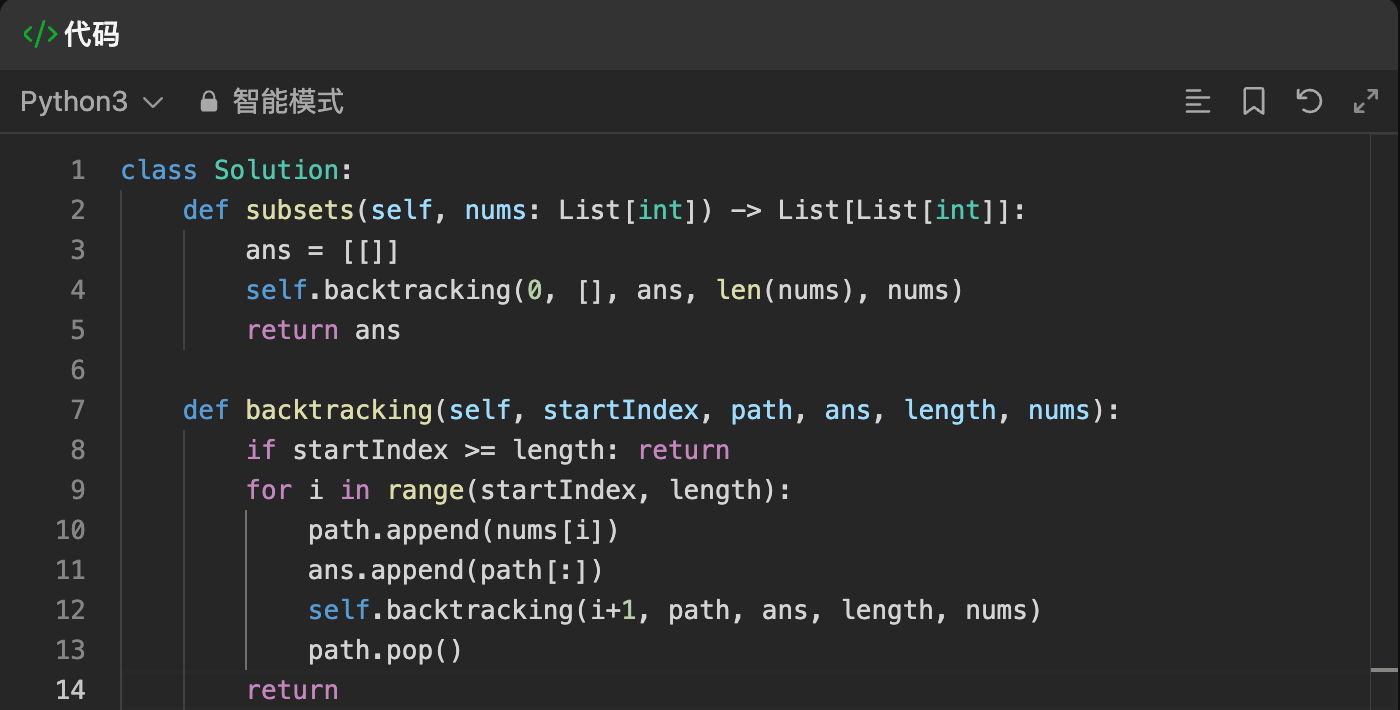 </> 代码
Python3 智能模式
1 class Solution:
2     def subsets(self, nums: List[int]) -> List[List[int]]:
3         ans = [[]]
4         self.backtracking(0, [], ans, len(nums), nums)
5         return ans
6
7     def backtracking(self, startIndex, path, ans, length, nums):
8         if startIndex >= length: return
9         for i in range(startIndex, length):
10             path.append(nums[i])
11             ans.append(path[:])
12             self.backtracking(i+1, path, ans, length, nums)
13             path.pop()
14         return